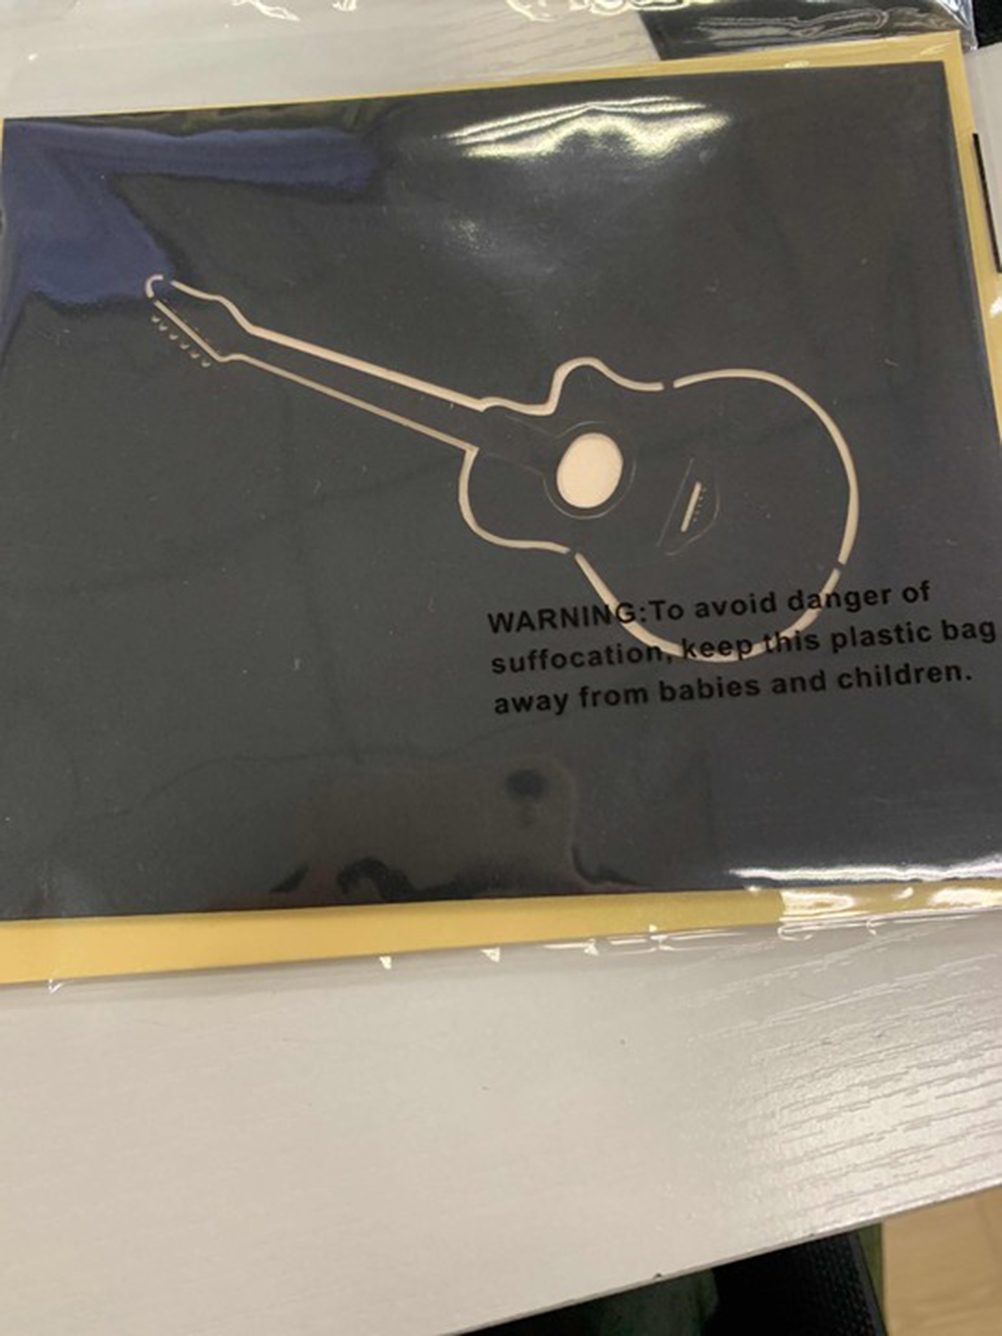 WARNING:To avoid danger of
suffocation, keep this plastic bag
away from babies and children.